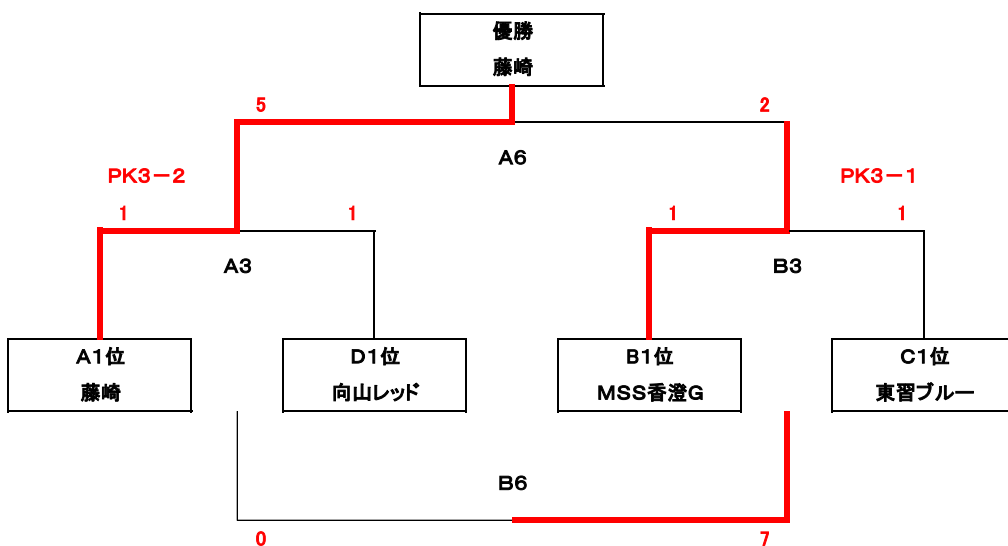 優勝
藤崎
5
2
A6
PK3-2
PK3-1
1
1
1
1
A3
B3
A1位
藤崎
D1位
向山レッド
B1位
MSS香澄G
C1位
東習ブルー
B6
0
7